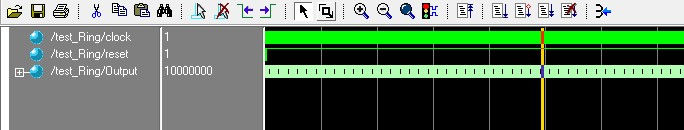 /test_Ring/clock 1
/test_Ring/reset 1
/test_Ring/Output 10000000